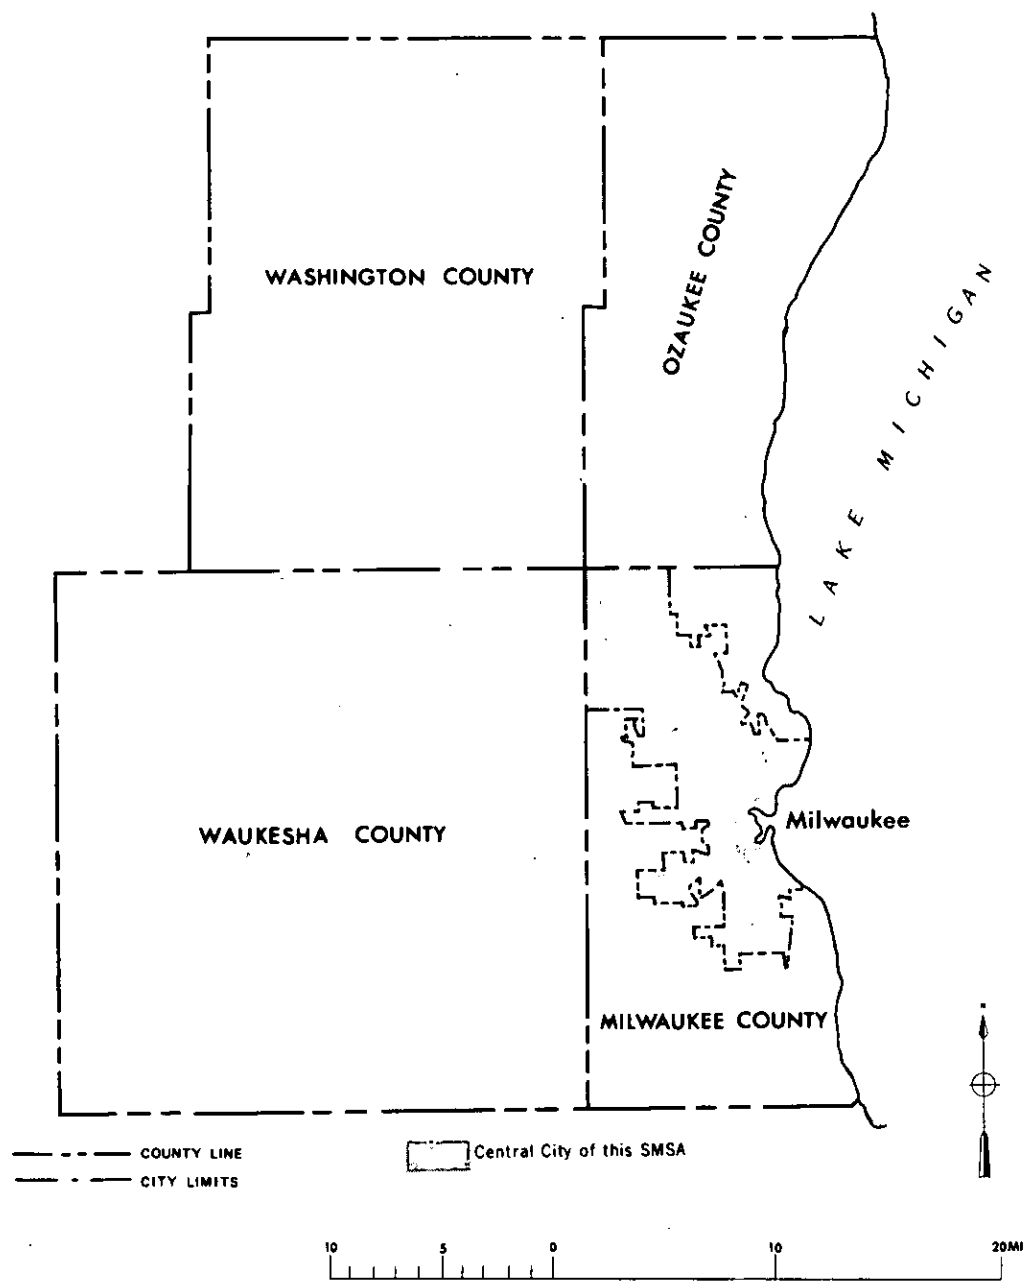 WASHINGTON COUNTY
OZAUKEE COUNTY
LAKE MICHIGAN
WAUKESHA COUNTY
Milwaukee
MILWAUKEE COUNTY
COUNTY LINE
CITY LIMITS
Central City of this SMSA
10 5 0 10 20MI